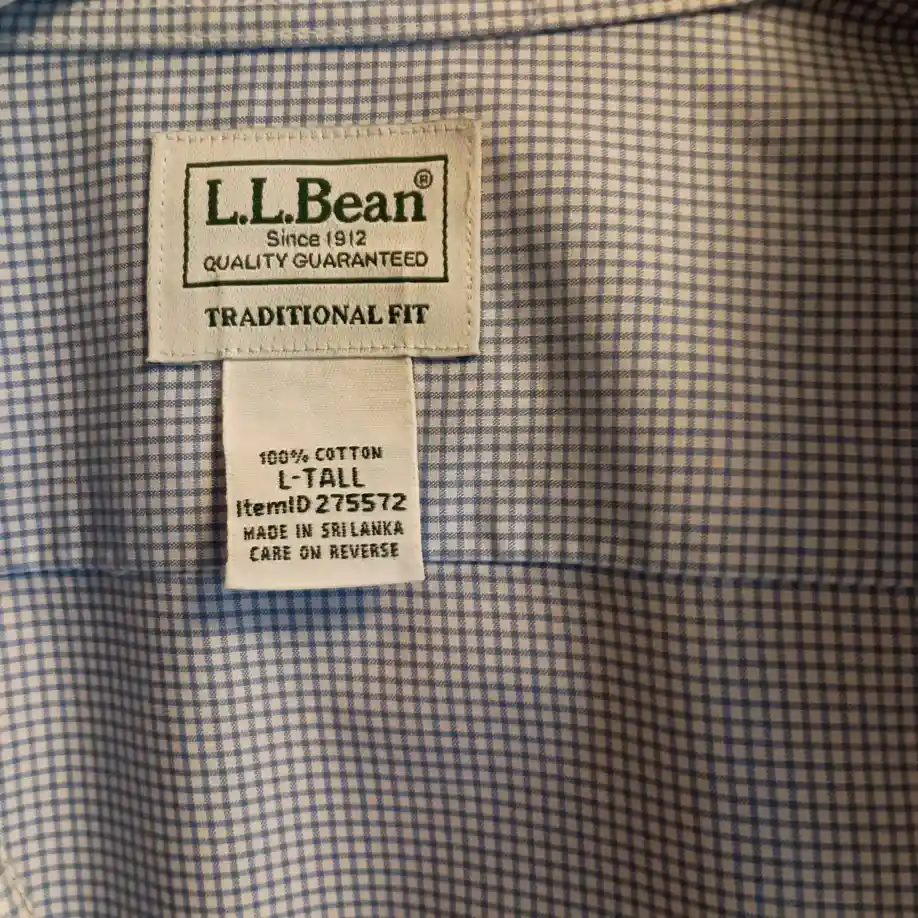 L.L.Bean®
Since 1912
QUALITY GUARANTEED
TRADITIONAL FIT
100% COTTON
L-TALL
ItemID 275572
MADE IN SRI LANKA
CARE ON REVERSE